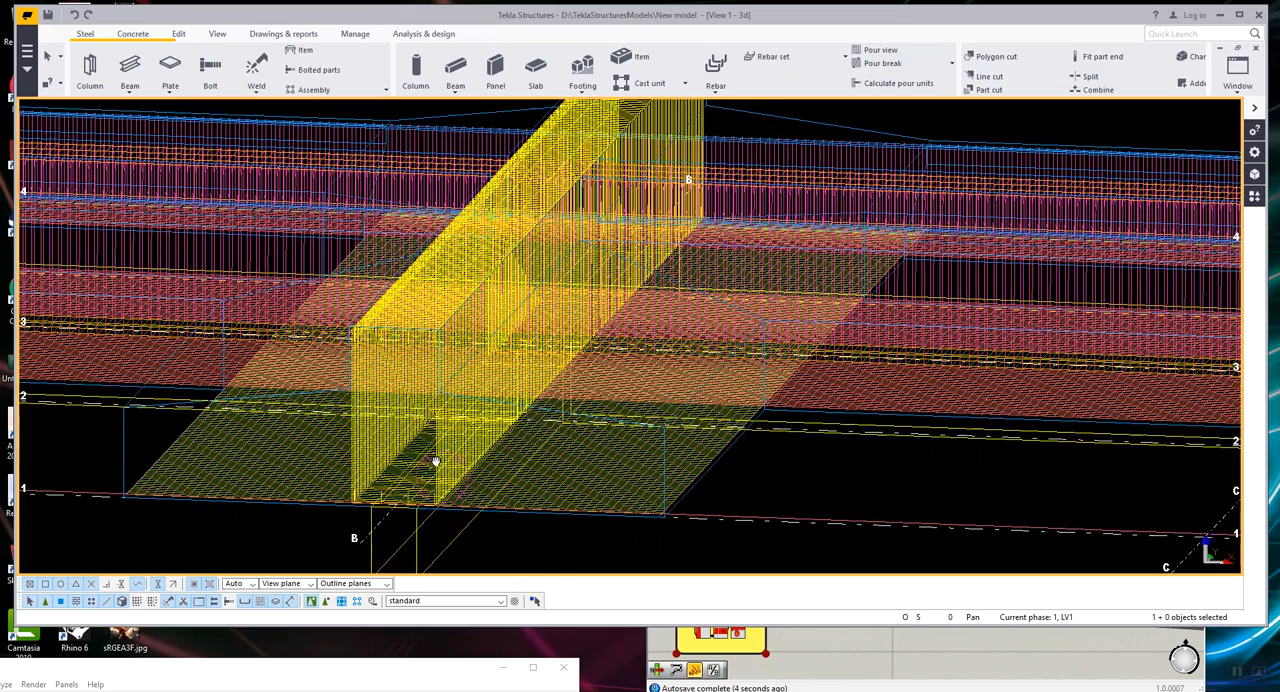 Tekla Structures - D:\TeklaStructuresModels\New model - [View 1 - 3d]
Log in
Steel Concrete Edit View Drawings & reports Manage Analysis & design
Quick Launch
Item
Bolted parts
Assembly
Column Beam Plate Bolt Weld
Item
Cast unit
Column Beam Panel Slab Footing
Rebar set
Rebar
Pour view
Pour break
Calculate pour units
Polygon cut
Line cut
Part cut
Fit part end
Split
Combine
Window
B
4
4
3
3
2
2
1
1
B
C
C
Auto View plane Outline planes
standard
O S 0 Pan Current phase: 1, LV1 1 + 0 objects selected
Camtasia
2019
Rhino 6
sRGEA3F.jpg
Render Panels Help
Autosave complete (4 seconds ago)
1.0.0007